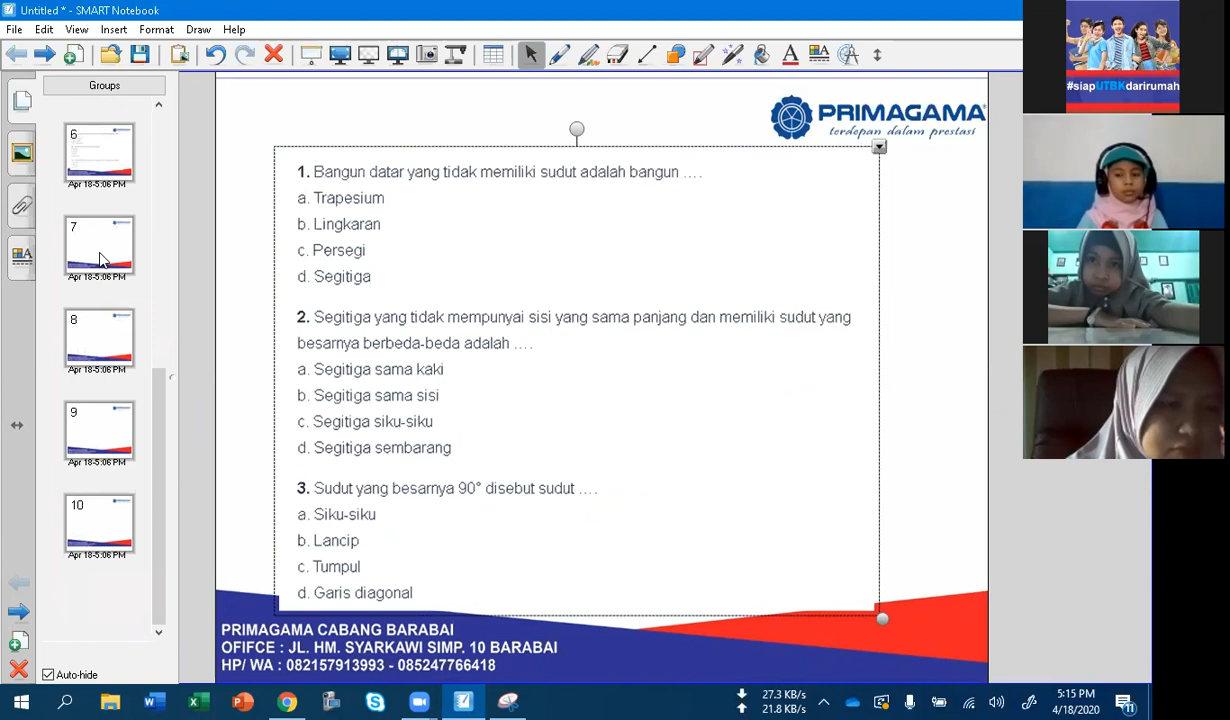 Untitled * - SMART Notebook
File Edit View Insert Format Draw Help
Groups
6
Apr 18-5:06 PM
7
Apr 18-5:06 PM
8
Apr 18-5:06 PM
9
Apr 18-5:06 PM
10
Apr 18-5:06 PM
Auto-hide
PRIMAGAMA
terdepan dalam prestasi
1. Bangun datar yang tidak memiliki sudut adalah bangun ….
a. Trapesium
b. Lingkaran
c. Persegi
d. Segitiga
2. Segitiga yang tidak mempunyai sisi yang sama panjang dan memiliki sudut yang
besarnya berbeda-beda adalah ….
a. Segitiga sama kaki
b. Segitiga sama sisi
c. Segitiga siku-siku
d. Segitiga sembarang
3. Sudut yang besarnya 90° disebut sudut ….
a. Siku-siku
b. Lancip
c. Tumpul
d. Garis diagonal
PRIMAGAMA CABANG BARABAI
OFIFCE : JL. HM. SYARKAWI SIMP. 10 BARABAI
HP/ WA : 082157913993 - 085247766418
#siapUTBKdarirumah
27.3 KB/s
21.8 KB/s
5:15 PM
4/18/2020
11